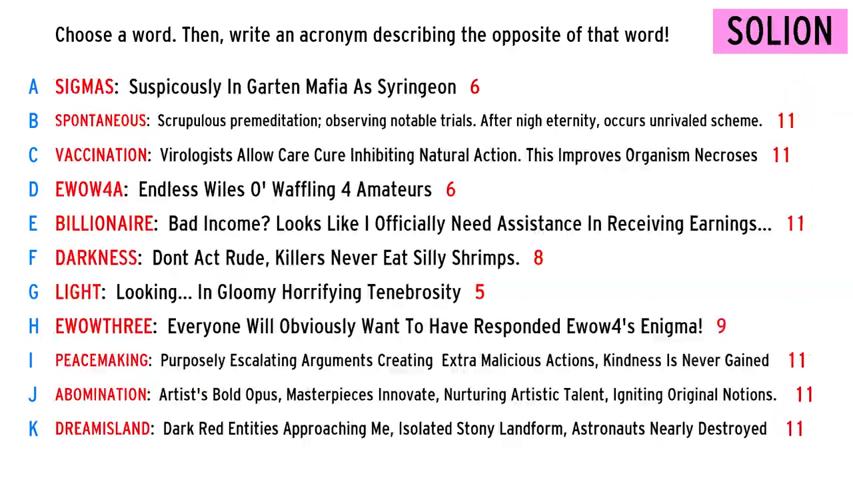 Choose a word. Then, write an acronym describing the opposite of that word!
SOLION
A SIGMAS: Suspicously In Garten Mafia As Syringeon 6
B SPONTANEOUS: Scrupulous premeditation; observing notable trials. After nigh eternity, occurs unrivaled scheme. 11
C VACCINATION: Virologists Allow Care Cure Inhibiting Natural Action. This Improves Organism Necroses 11
D EWOW4A: Endless Wiles O' Waffling 4 Amateurs 6
E BILLIONAIRE: Bad Income? Looks Like I Officially Need Assistance In Receiving Earnings... 11
F DARKNESS: Dont Act Rude, Killers Never Eat Silly Shrimps. 8
G LIGHT: Looking... In Gloomy Horrifying Tenebrosity 5
H EWOWTHREE: Everyone Will Obviously Want To Have Responded Ewow4's Enigma! 9
I PEACEMAKING: Purposely Escalating Arguments Creating Extra Malicious Actions, Kindness Is Never Gained 11
J ABOMINATION: Artist's Bold Opus, Masterpieces Innovate, Nurturing Artistic Talent, Igniting Original Notions. 11
K DREAMISLAND: Dark Red Entities Approaching Me, Isolated Stony Landform, Astronauts Nearly Destroyed 11